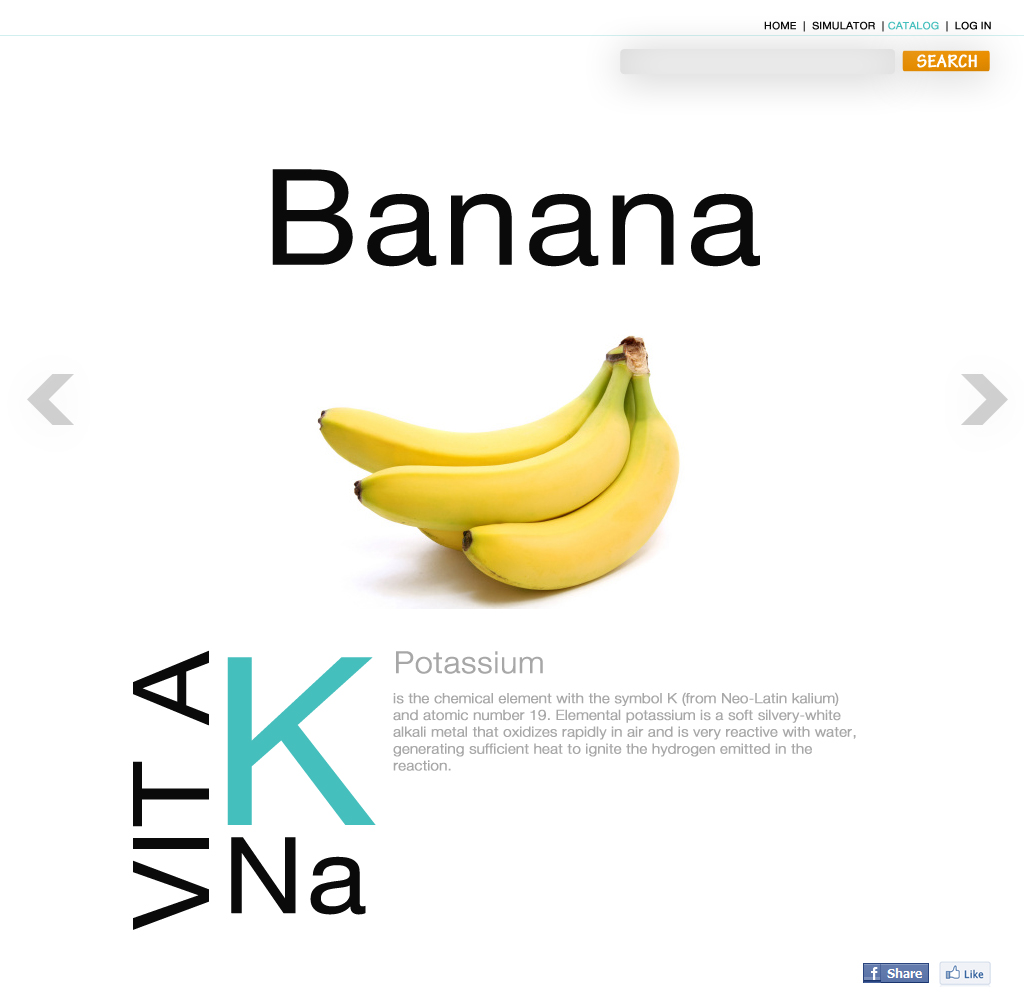 HOME | SIMULATOR | CATALOG | LOG IN
SEARCH
Banana
VIT A
K
Na
Potassium
is the chemical element with the symbol K (from Neo-Latin kalium)
and atomic number 19. Elemental potassium is a soft silvery-white
alkali metal that oxidizes rapidly in air and is very reactive with water,
generating sufficient heat to ignite the hydrogen emitted in the
reaction.
f Share
Like